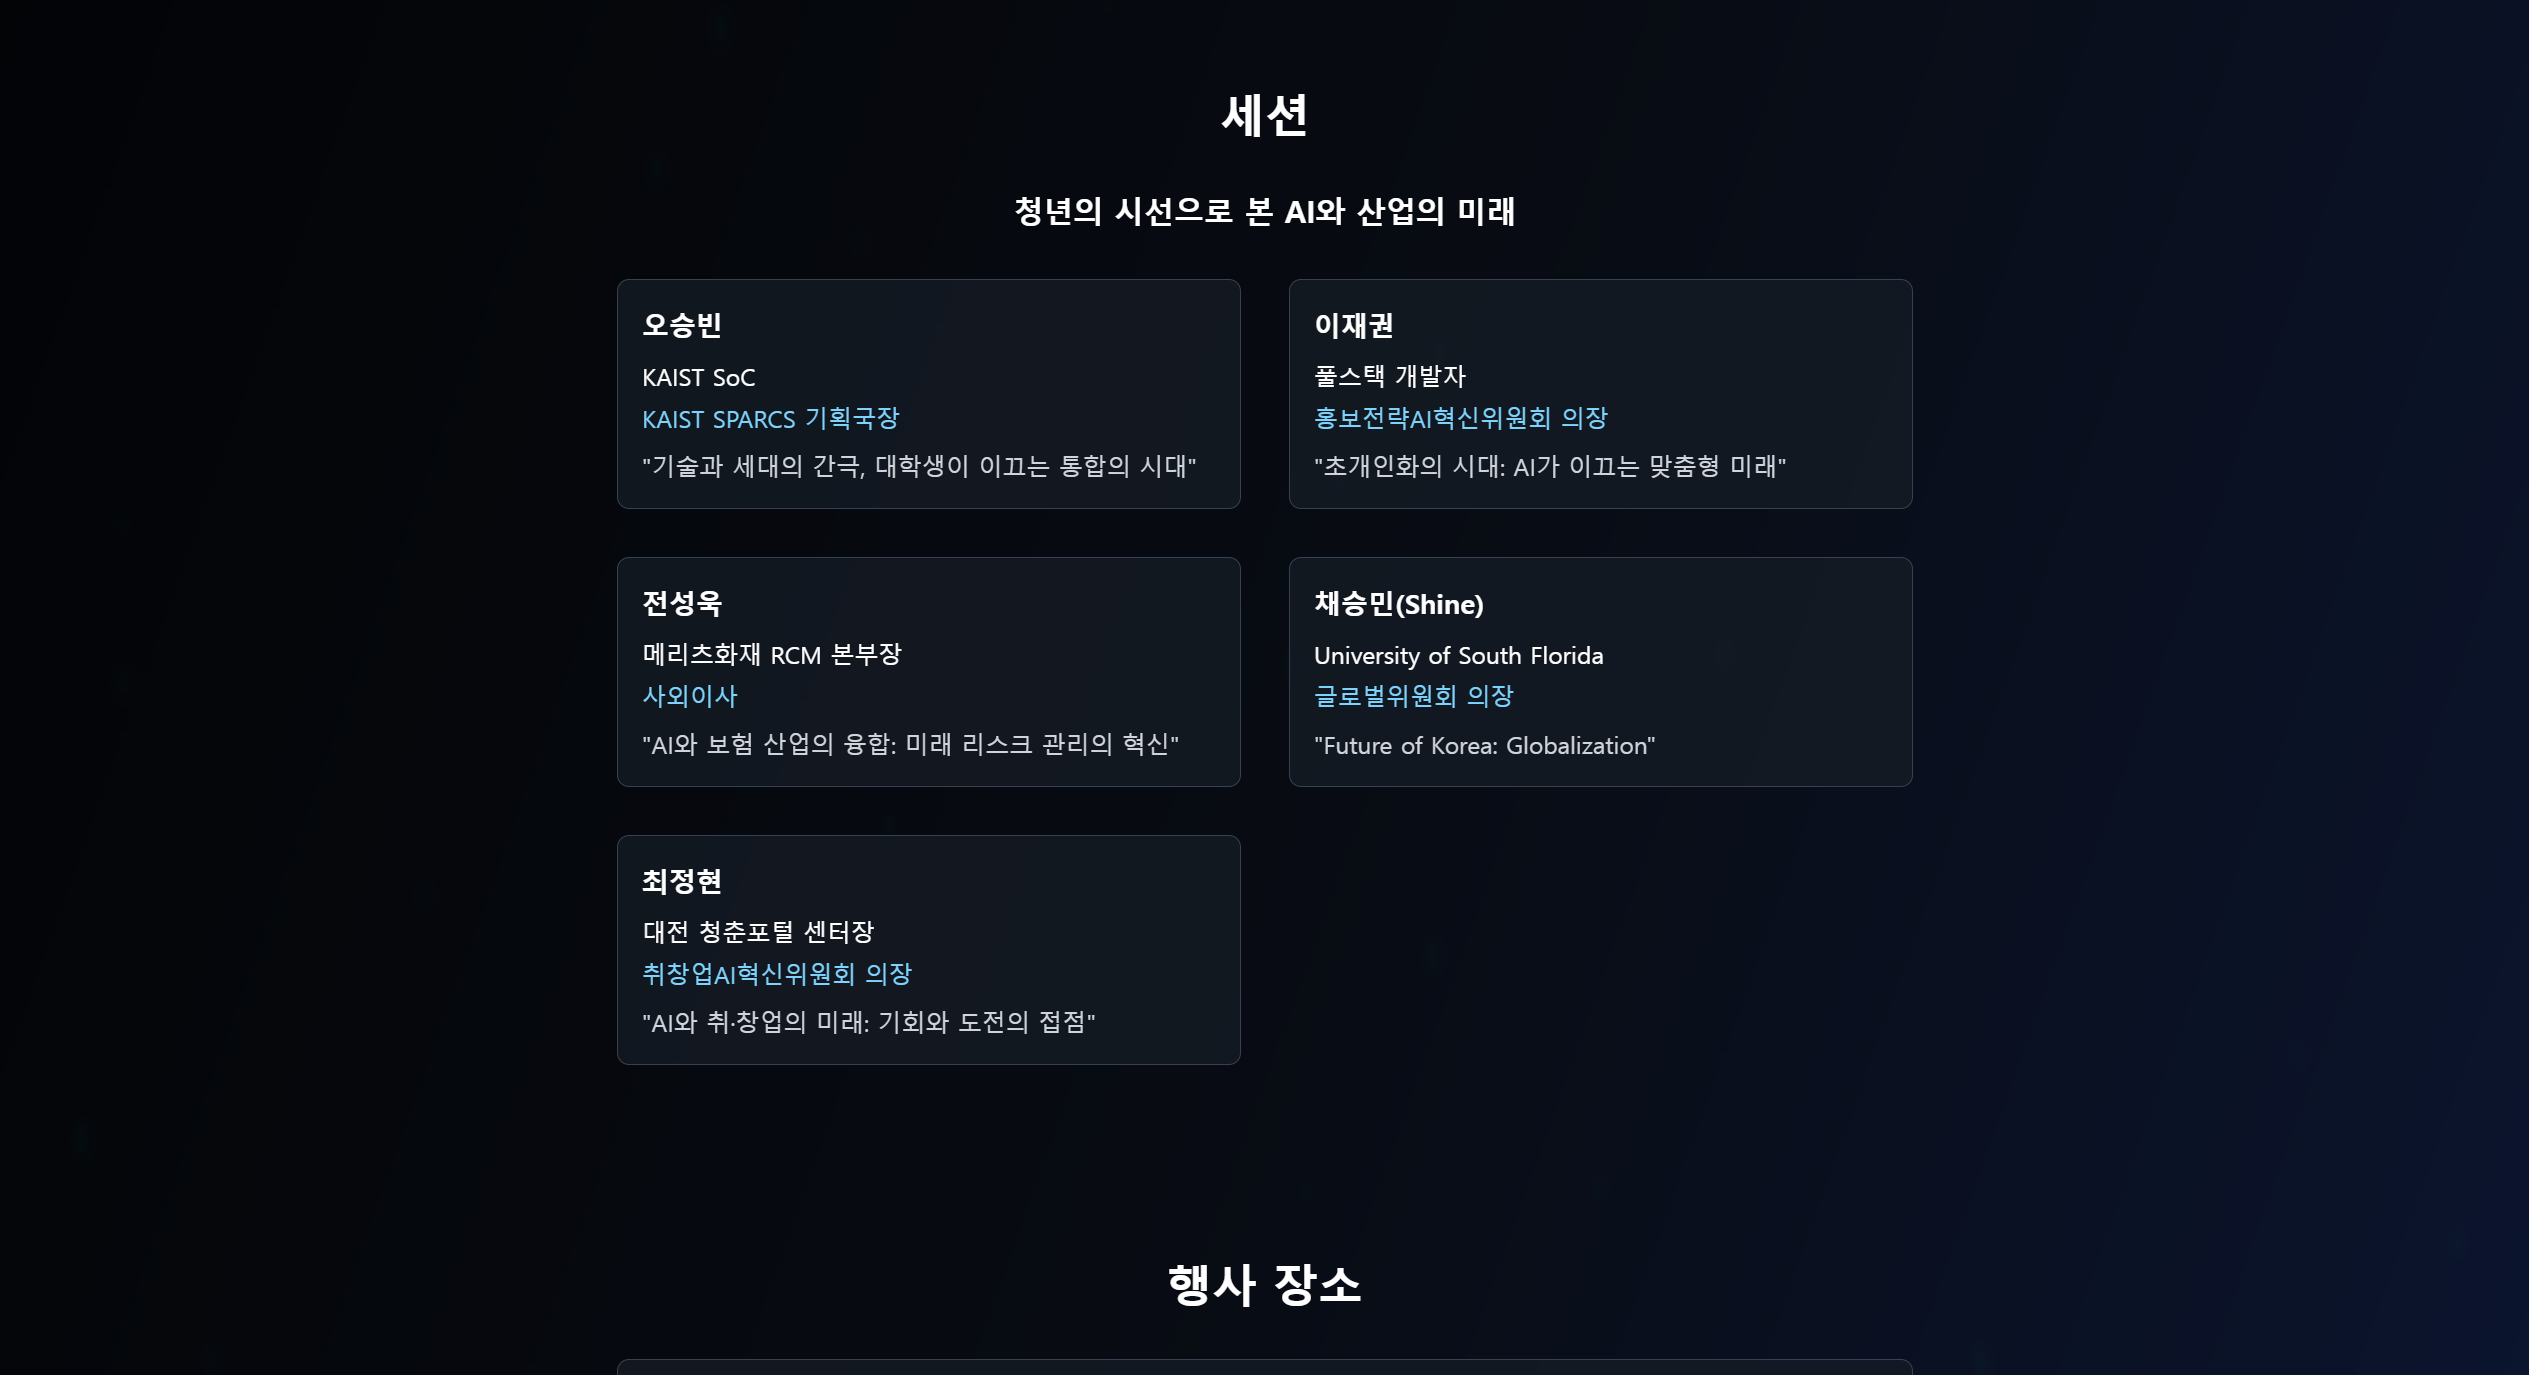 세션
청년의 시선으로 본 AI와 산업의 미래
오승빈
KAIST SoC
KAIST SPARCS 기획국장
"기술과 세대의 간극, 대학생이 이끄는 통합의 시대"
이재권
풀스택 개발자
홍보전략AI혁신위원회 의장
"초개인화의 시대: AI가 이끄는 맞춤형 미래"
전성욱
메리츠화재 RCM 본부장
사외이사
"AI와 보험 산업의 융합: 미래 리스크 관리의 혁신"
채승민(Shine)
University of South Florida
글로벌위원회 의장
"Future of Korea: Globalization"
최정현
대전 청춘포털 센터장
취창업AI혁신위원회 의장
"AI와 취·창업의 미래: 기회와 도전의 접점"
행사 장소